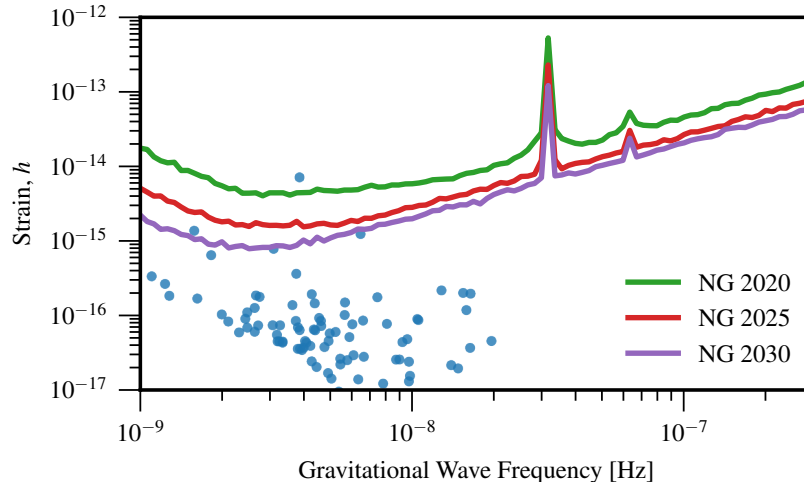 10⁻¹²
10⁻¹³
10⁻¹⁴
10⁻¹⁵
10⁻¹⁶
10⁻¹⁷
Strain, h
NG 2020
NG 2025
NG 2030
10⁻⁹
10⁻⁸
10⁻⁷
Gravitational Wave Frequency [Hz]